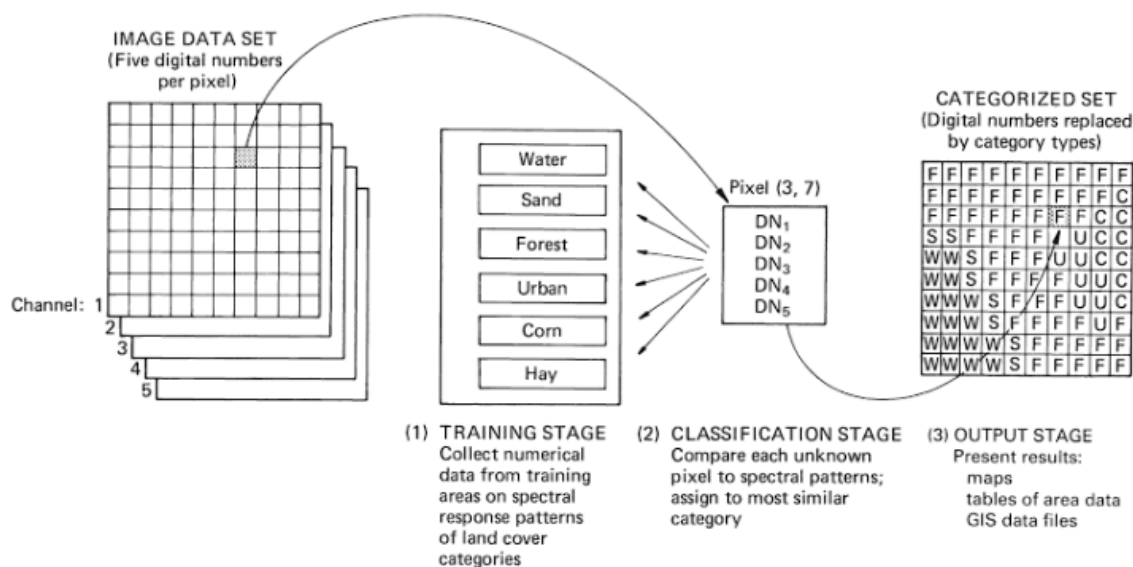 IMAGE DATA SET
(Five digital numbers
per pixel)
Channel: 1
2
3
4
5
Water
Sand
Forest
Urban
Corn
Hay
(1) TRAINING STAGE
Collect numerical
data from training
areas on spectral
response patterns
of land cover
categories
Pixel (3, 7)
DN1
DN2
DN3
DN4
DN5
(2) CLASSIFICATION STAGE
Compare each unknown
pixel to spectral patterns;
assign to most similar
category
CATEGORIZED SET
(Digital numbers replaced
by category types)
F F F F F F F F F F
F F F F F F F F F C
F F F F F F F F C C
S S F F F F U C C
W W S F F F U U C C
W W S F F F F U U C
W W W S F F F U U C
W W W S F F F F U F
W W W W S F F F F F
W W W W S F F F F F
(3) OUTPUT STAGE
Present results:
maps
tables of area data
GIS data files